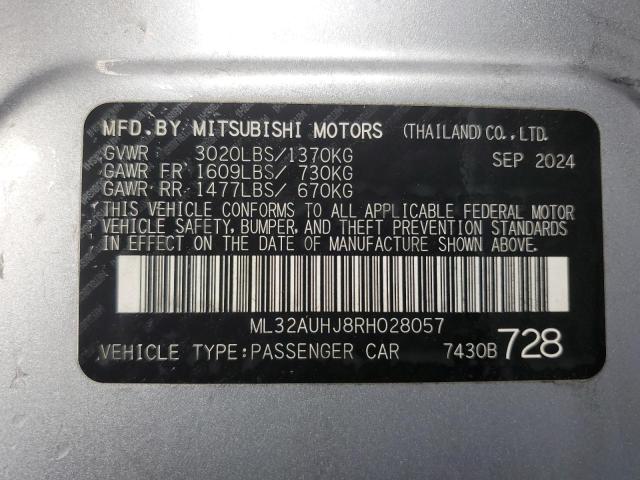 MFD.BY MITSUBISHI MOTORS (THAILAND)CO.,LTD.
GVWR 3020LBS/1370KG SEP 2024
GAWR FR 1609LBS/ 730KG
GAWR RR 1477LBS/ 670KG
THIS VEHICLE CONFORMS TO ALL APPLICABLE FEDERAL MOTOR
VEHICLE SAFETY, BUMPER, AND THEFT PREVENTION STANDARDS
IN EFFECT ON THE DATE OF MANUFACTURE SHOWN ABOVE.
ML32AUHJ8RH028057
VEHICLE TYPE:PASSENGER CAR 7430B 728